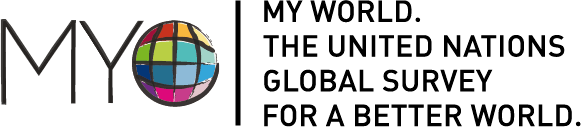 MY
MY WORLD.
THE UNITED NATIONS
GLOBAL SURVEY
FOR A BETTER WORLD.